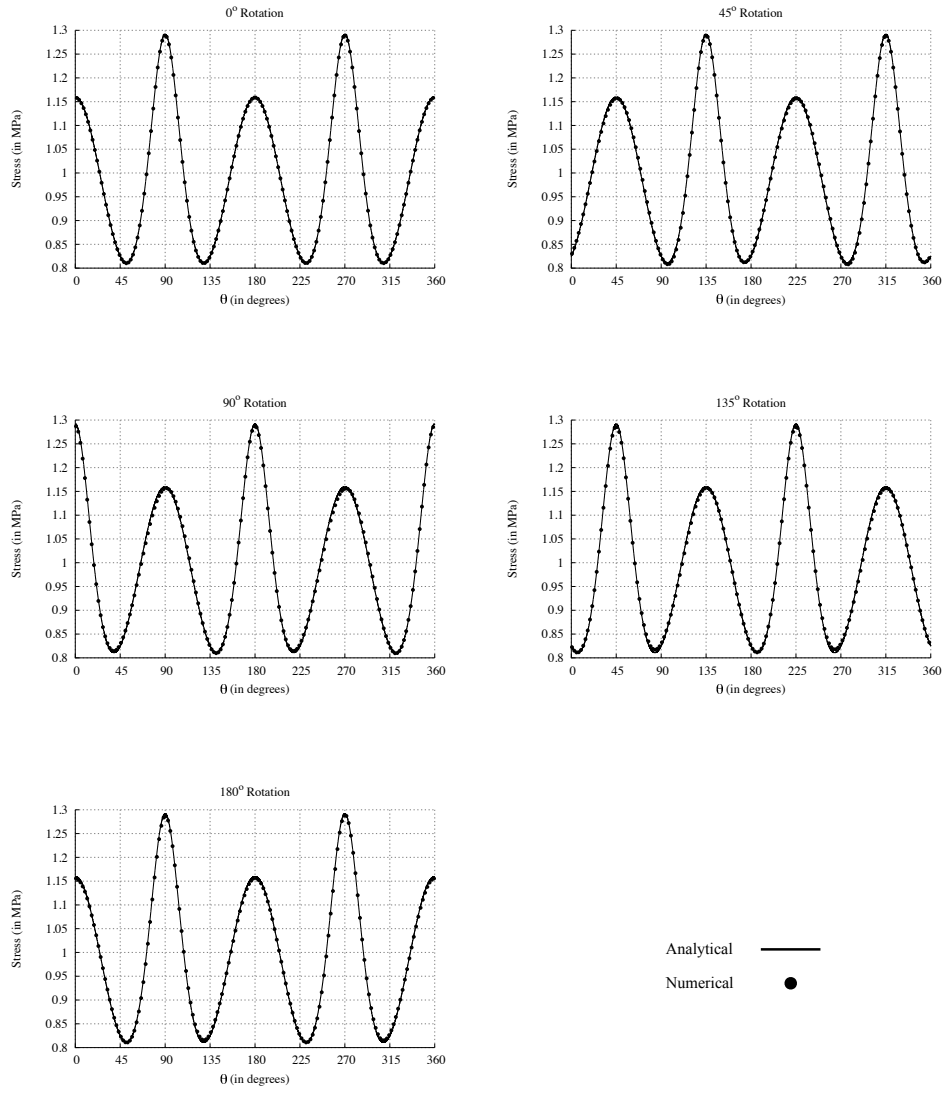 0° Rotation
1.3
1.25
1.2
1.15
1.1
1.05
1
0.95
0.9
0.85
0.8
Stress (in MPa)
0 45 90 135 180 225 270 315 360
θ (in degrees)
45° Rotation
1.3
1.25
1.2
1.15
1.1
1.05
1
0.95
0.9
0.85
0.8
Stress (in MPa)
0 45 90 135 180 225 270 315 360
θ (in degrees)
90° Rotation
1.3
1.25
1.2
1.15
1.1
1.05
1
0.95
0.9
0.85
0.8
Stress (in MPa)
0 45 90 135 180 225 270 315 360
θ (in degrees)
135° Rotation
1.3
1.25
1.2
1.15
1.1
1.05
1
0.95
0.9
0.85
0.8
Stress (in MPa)
0 45 90 135 180 225 270 315 360
θ (in degrees)
180° Rotation
1.3
1.25
1.2
1.15
1.1
1.05
1
0.95
0.9
0.85
0.8
Stress (in MPa)
0 45 90 135 180 225 270 315 360
θ (in degrees)
Analytical
Numerical